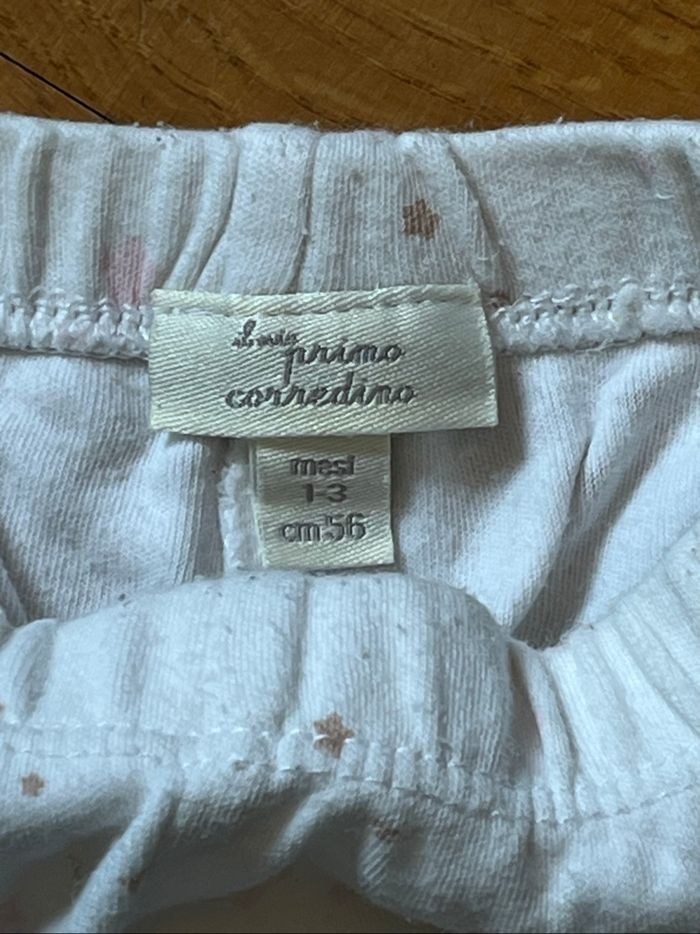 il mio
primo
corredino
mesi
1-3
cm 56